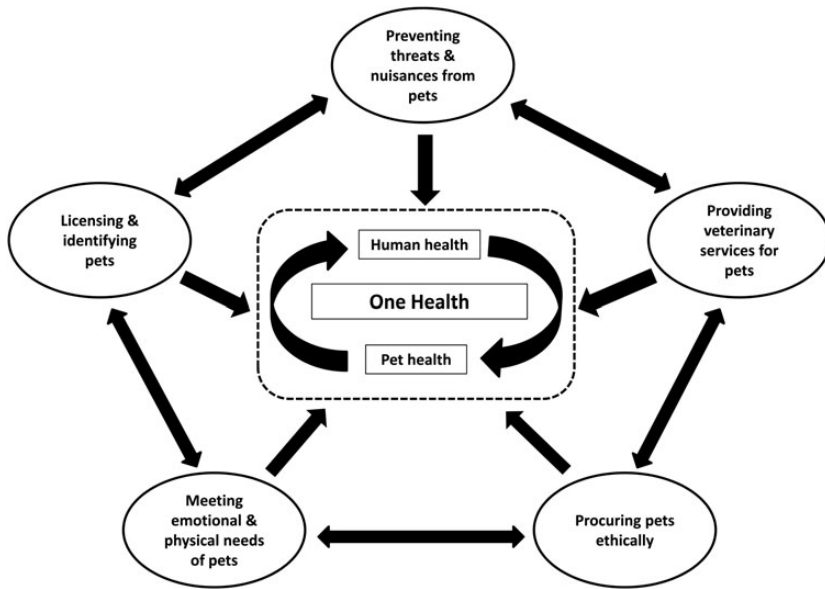 Preventing
threats &
nuisances from
pets
Licensing &
identifying
pets
Providing
veterinary
services for
pets
Human health
One Health
Pet health
Meeting
emotional &
physical needs
of pets
Procuring pets
ethically